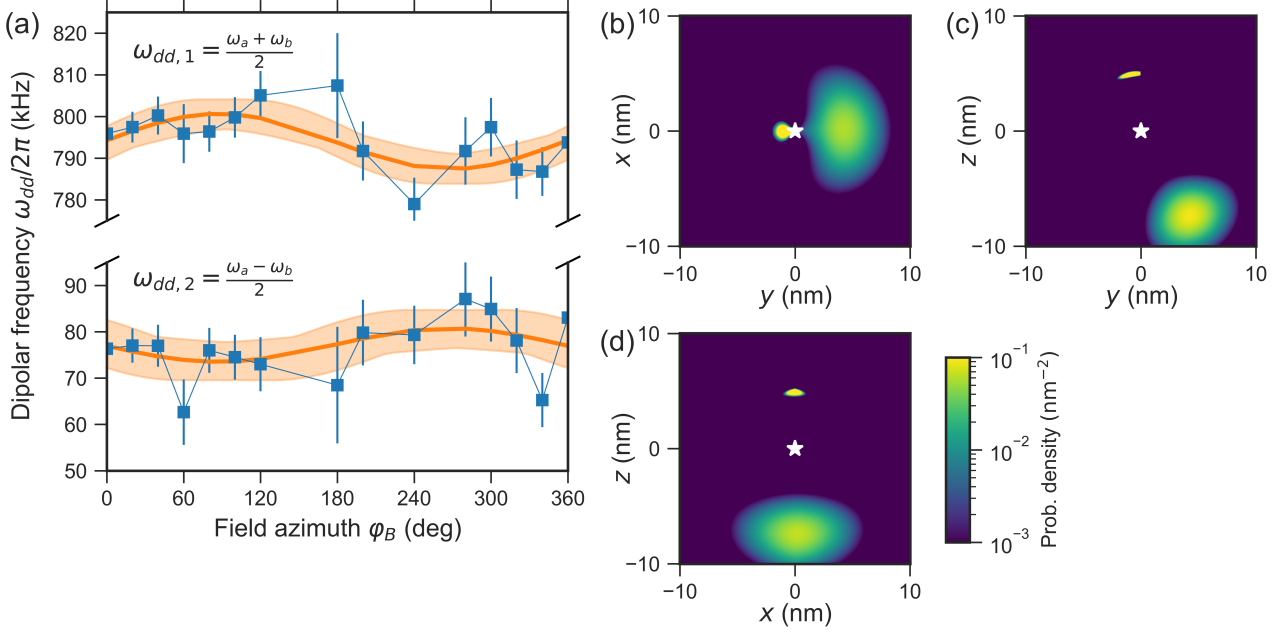 (a)
820
810
800
790
780
90
80
70
60
50
ω_{dd, 1} = \frac{ω_a + ω_b}{2}
ω_{dd, 2} = \frac{ω_a − ω_b}{2}
Dipolar frequency ω_{dd}/2π (kHz)
0 60 120 180 240 300 360
Field azimuth φ_B (deg)
(b)
10
0
−10
x (nm)
−10 0 10
y (nm)
(c)
10
0
−10
z (nm)
−10 0 10
y (nm)
(d)
10
0
−10
z (nm)
−10 0 10
x (nm)
10^{−1}
10^{−2}
10^{−3}
Prob. density (nm^{−2})